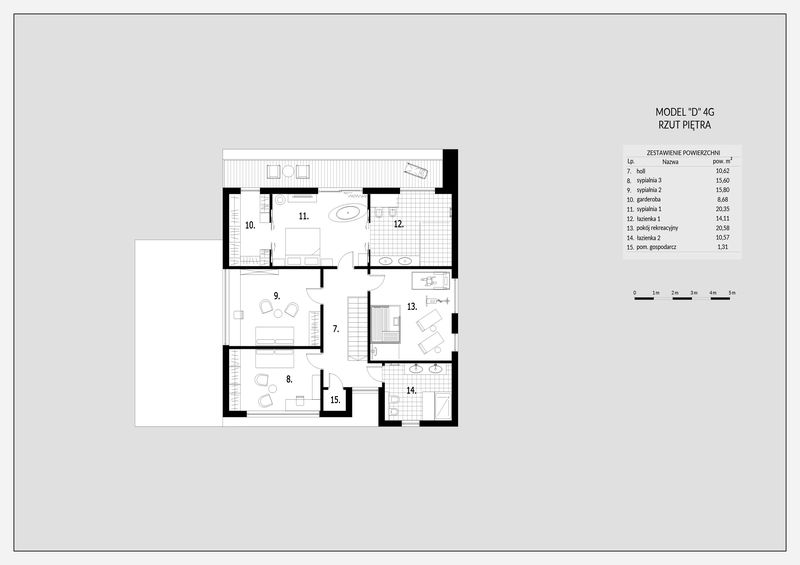 MODEL "D" 4G
RZUT PIĘTRA
ZESTAWIENIE POWIERZCHNI
Lp. Nazwa pow. m²
7. holl 10,62
8. sypialnia 3 15,60
9. sypialnia 2 15,80
10. garderoba 8,68
11. sypialnia 1 20,35
12. łazienka 1 14,11
13. pokój rekreacyjny 20,58
14. łazienka 2 10,57
15. pom. gospodarcz 1,31
0 1m 2m 3m 4m 5m
10.
11.
12.
9.
13.
7.
8.
14.
15.